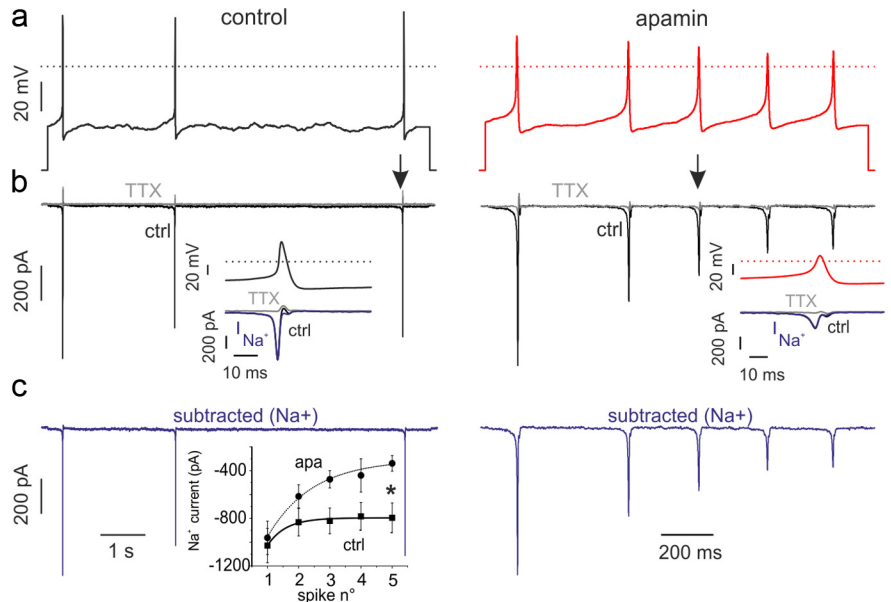 a
control
apamin
20 mV
b
TTX
ctrl
200 pA
20 mV
TTX
200 pA
I Na+
ctrl
10 ms
TTX
ctrl
20 mV
TTX
200 pA
I Na+
ctrl
10 ms
c
subtracted (Na+)
subtracted (Na+)
200 pA
Na+ current (pA)
-400
-800
-1200
apa
*
ctrl
1 2 3 4 5
spike n°
1 s
200 ms